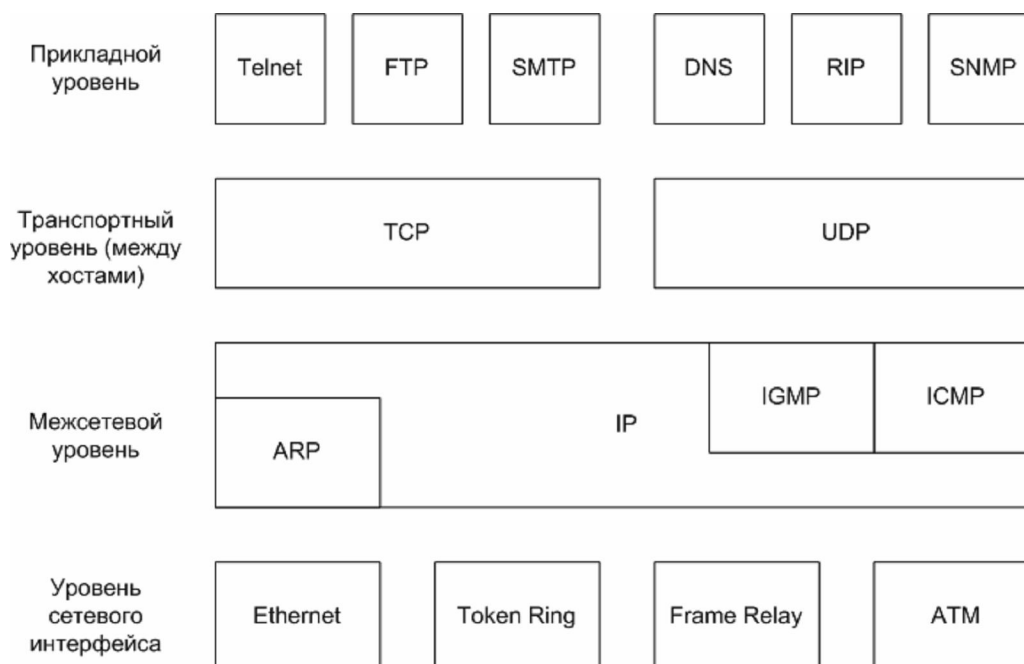 Прикладной
уровень
Telnet
FTP
SMTP
DNS
RIP
SNMP
Транспортный
уровень (между
хостами)
TCP
UDP
Межсетевой
уровень
ARP
IP
IGMP
ICMP
Уровень
сетевого
интерфейса
Ethernet
Token Ring
Frame Relay
ATM